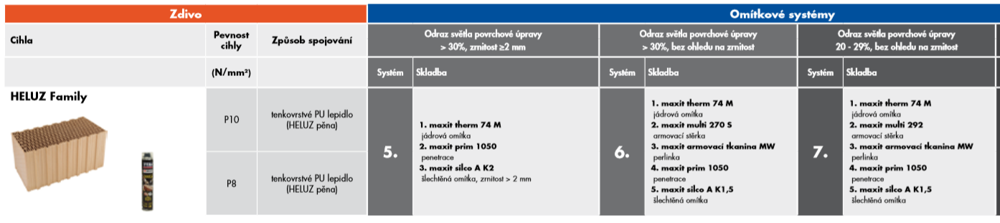 Zdivo
Omítkové systémy
Cihla
Pevnost
cihly
Způsob spojování
Odraz světla povrchové úpravy
> 30%, zrnitost ≥2 mm
Odraz světla povrchové úpravy
> 30%, bez ohledu na zrnitost
Odraz světla povrchové úpravy
20 - 29%, bez ohledu na zrnitost
(N/mm²)
Systém
Skladba
Systém
Skladba
Systém
Skladba
HELUZ Family
P10
tenkovrstvé PU lepidlo
(HELUZ pěna)
P8
tenkovrstvé PU lepidlo
(HELUZ pěna)
5.
1. maxit therm 74 M
jádrová omítka
2. maxit prim 1050
penetrace
3. maxit silco A K2
šlechtěná omítka, zrnitost > 2 mm
6.
1. maxit therm 74 M
jádrová omítka
2. maxit multi 270 S
armovací stěrka
3. maxit armovací tkanina MW
perlinka
4. maxit prim 1050
penetrace
5. maxit silco A K1,5
šlechtěná omítka
7.
1. maxit therm 74 M
jádrová omítka
2. maxit multi 292
armovací stěrka
3. maxit armovací tkanina MW
perlinka
4. maxit prim 1050
penetrace
5. maxit silco A K1,5
šlechtěná omítka